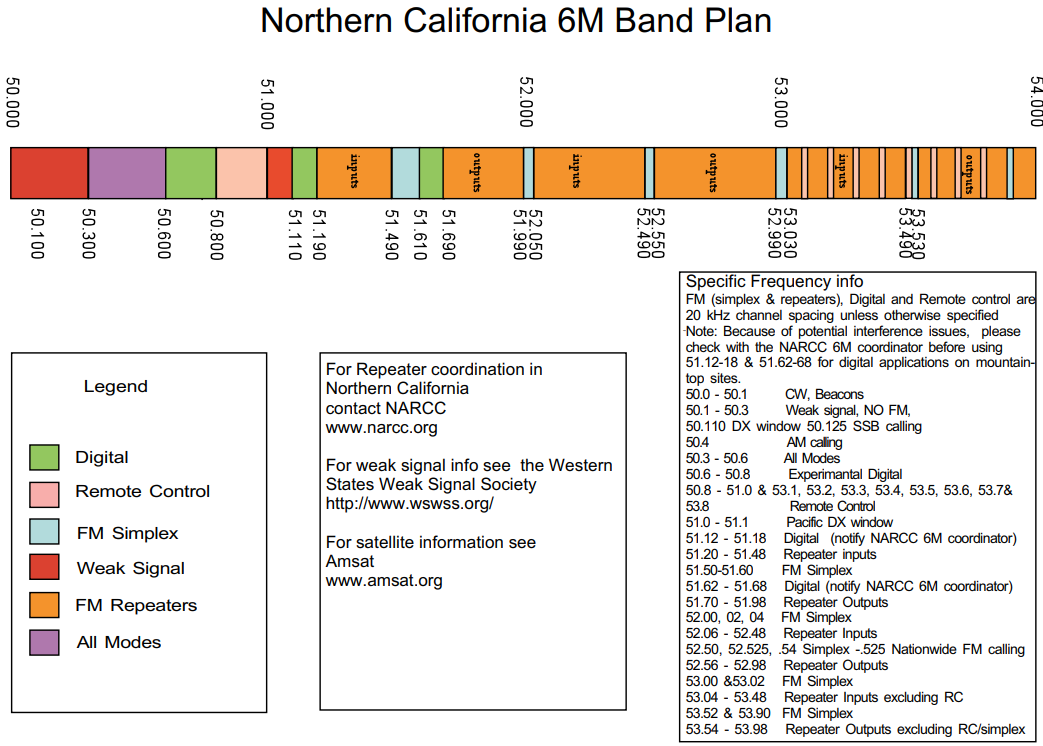 Northern California 6M Band Plan
50.000
51.000
52.000
53.000
54.000
inputs
outputs
inputs
outputs
inputs
outputs
50.100
50.300
50.600
50.800
51.110
51.190
51.490
51.610
51.690
51.990
52.050
52.490
52.550
52.990
53.030
53.490
53.530
Legend
Digital
Remote Control
FM Simplex
Weak Signal
FM Repeaters
All Modes
For Repeater coordination in
Northern California
contact NARCC
www.narcc.org
For weak signal info see the Western
States Weak Signal Society
http://www.wswss.org/
For satellite information see
Amsat
www.amsat.org
Specific Frequency info
FM (simplex & repeaters), Digital and Remote control are
20 kHz channel spacing unless otherwise specified
Note: Because of potential interference issues, please
check with the NARCC 6M coordinator before using
51.12-18 & 51.62-68 for digital applications on mountain-
top sites.
50.0 - 50.1 CW, Beacons
50.1 - 50.3 Weak signal, NO FM,
50.110 DX window 50.125 SSB calling
50.4 AM calling
50.3 - 50.6 All Modes
50.6 - 50.8 Experimantal Digital
50.8 - 51.0 & 53.1, 53.2, 53.3, 53.4, 53.5, 53.6, 53.7&
53.8 Remote Control
51.0 - 51.1 Pacific DX window
51.12 - 51.18 Digital (notify NARCC 6M coordinator)
51.20 - 51.48 Repeater inputs
51.50-51.60 FM Simplex
51.62 - 51.68 Digital (notify NARCC 6M coordinator)
51.70 - 51.98 Repeater Outputs
52.00, 02, 04 FM Simplex
52.06 - 52.48 Repeater Inputs
52.50, 52.525, .54 Simplex -.525 Nationwide FM calling
52.56 - 52.98 Repeater Outputs
53.00 &53.02 FM Simplex
53.04 - 53.48 Repeater Inputs excluding RC
53.52 & 53.90 FM Simplex
53.54 - 53.98 Repeater Outputs excluding RC/simplex